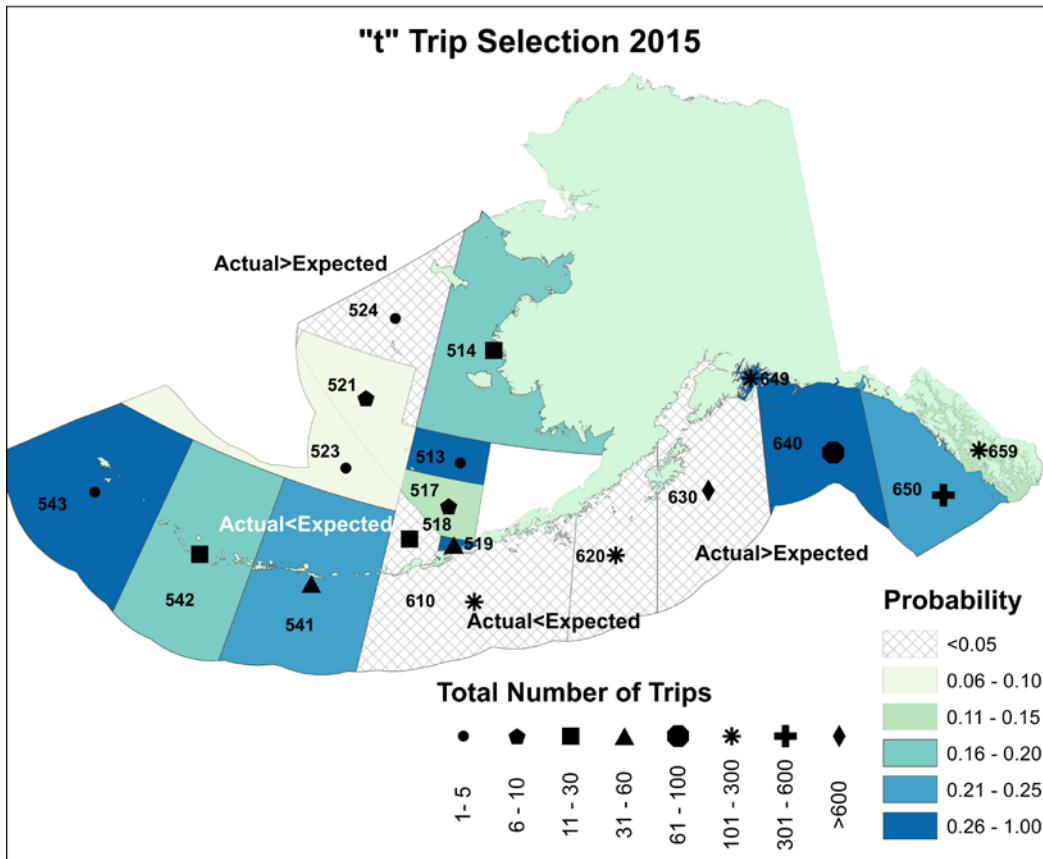 "t" Trip Selection 2015
Actual>Expected
524
514
521
649
523
513
640
659
543
517
630
650
Actual<Expected
518
519
620
Actual>Expected
542
541
610
Actual<Expected
Probability
<0.05
0.06 - 0.10
0.11 - 0.15
0.16 - 0.20
0.21 - 0.25
0.26 - 1.00
Total Number of Trips
1- 5
6 - 10
11 - 30
31 - 60
61 - 100
101 - 300
301 - 600
>600